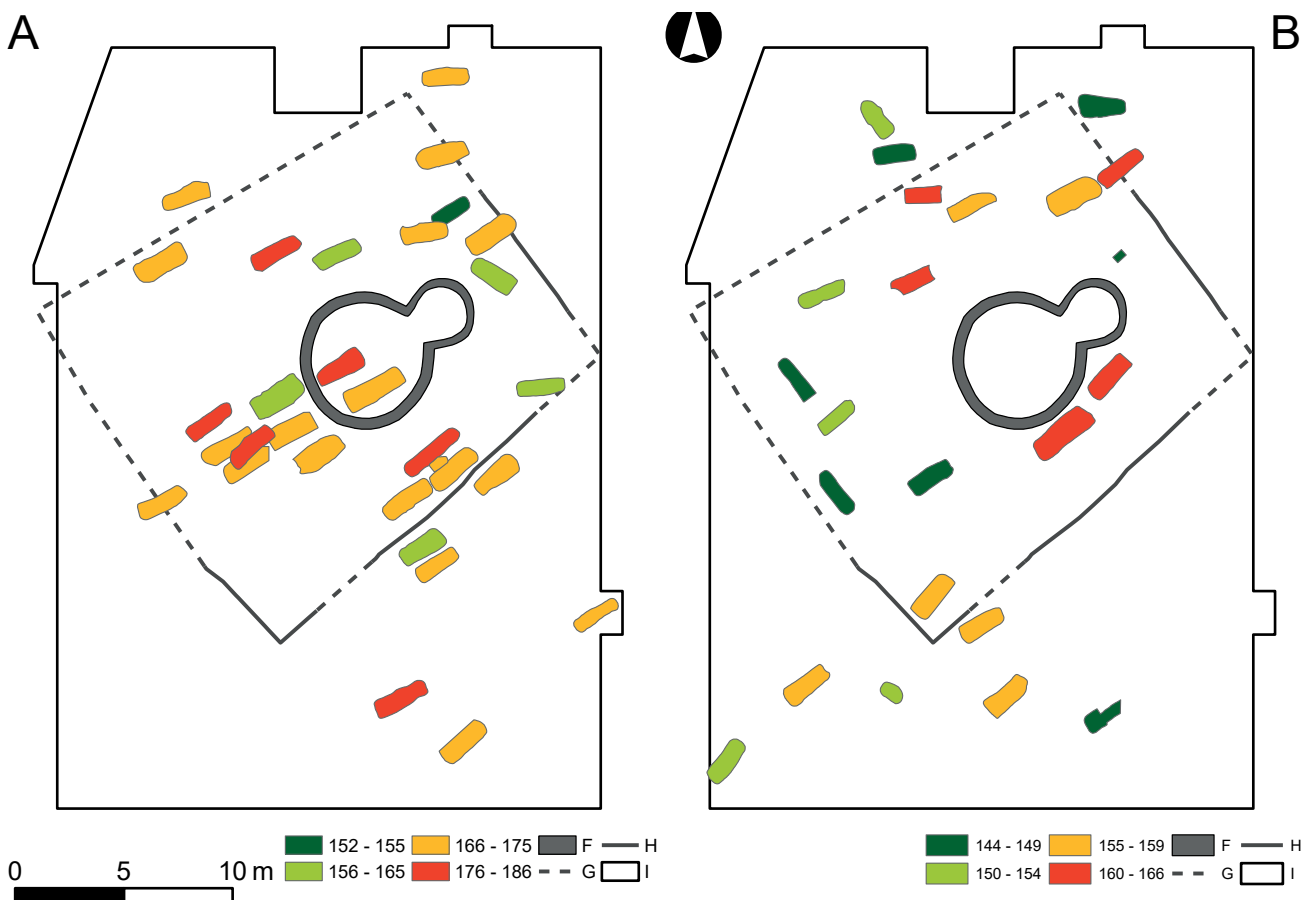 A
B
152 - 155 166 - 175 F H
156 - 165 176 - 186 G I
0 5 10 m
144 - 149 155 - 159 F H
150 - 154 160 - 166 G I